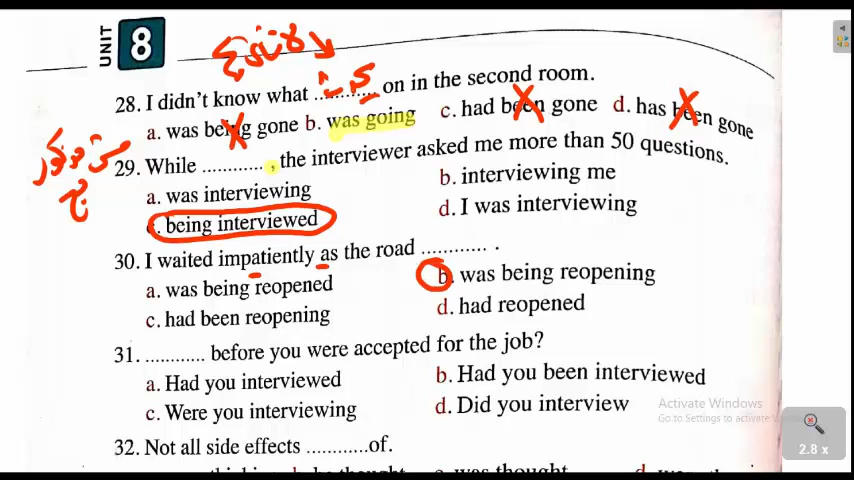 UNIT 8
28. I didn't know what ............ on in the second room.
a. was being gone b. was going c. had been gone d. has been gone
29. While ............, the interviewer asked me more than 50 questions.
a. was interviewing b. interviewing me
c. being interviewed d. I was interviewing
30. I waited impatiently as the road ............ .
a. was being reopened b. was being reopening
c. had been reopening d. had reopened
31. ............ before you were accepted for the job?
a. Had you interviewed b. Had you been interviewed
c. Were you interviewing d. Did you interview
Activate Windows
Go to Settings to activate
2.8 x
32. Not all side effects ............of.
c. was thought